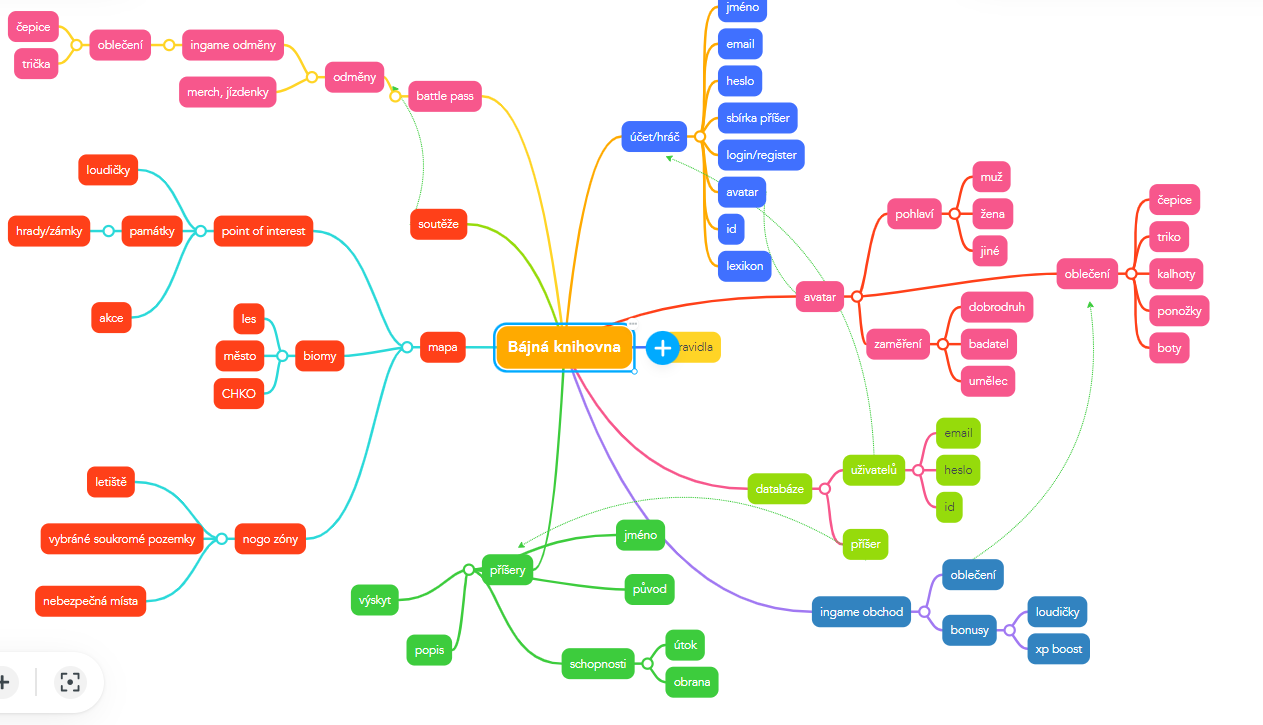 čepice
trička
oblečení
ingame odměny
merch, jízdenky
odměny
battle pass
soutěže
loudičky
hrady/zámky
památky
akce
point of interest
les
město
CHKO
biomy
mapa
letiště
vybráné soukromé pozemky
nebezpečná místa
nogo zóny
Bájná knihovna
ravidla
účet/hráč
jméno
email
heslo
sbírka příšer
login/register
avatar
id
lexikon
avatar
pohlaví
muž
žena
jiné
zaměření
dobrodruh
badatel
umělec
oblečení
čepice
triko
kalhoty
ponožky
boty
databáze
uživatelů
email
heslo
id
příšer
příšery
jméno
původ
výskyt
popis
schopnosti
útok
obrana
ingame obchod
oblečení
bonusy
loudičky
xp boost